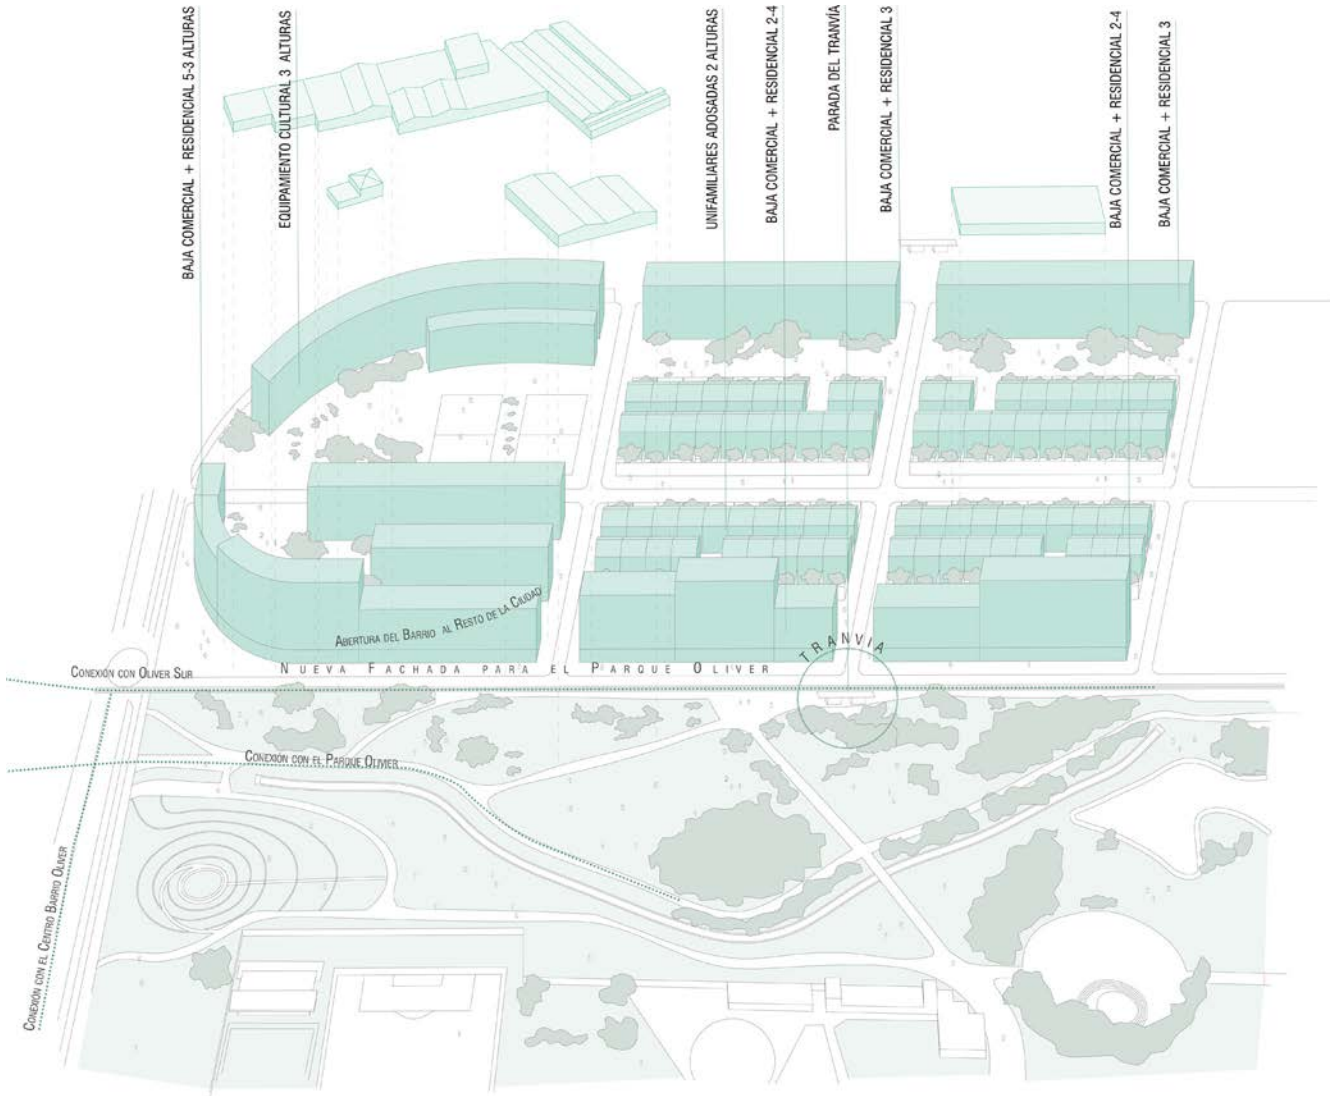 BAJA COMERCIAL + RESIDENCIAL 5-3 ALTURAS
EQUIPAMIENTO CULTURAL 3 ALTURAS
UNIFAMILIARES ADOSADAS 2 ALTURAS
BAJA COMERCIAL + RESIDENCIAL 2-4
PARADA DEL TRANVÍA
BAJA COMERCIAL + RESIDENCIAL 3
BAJA COMERCIAL + RESIDENCIAL 2-4
BAJA COMERCIAL + RESIDENCIAL 3
ABERTURA DEL BARRIO AL RESTO DE LA CIUDAD
TRANVIA
NUEVA FACHADA PARA EL PARQUE OLIVER
CONEXIÓN CON OLIVER SUR
CONEXIÓN CON EL PARQUE OLIVER
CONEXIÓN CON EL CENTRO BARRIO OLIVER